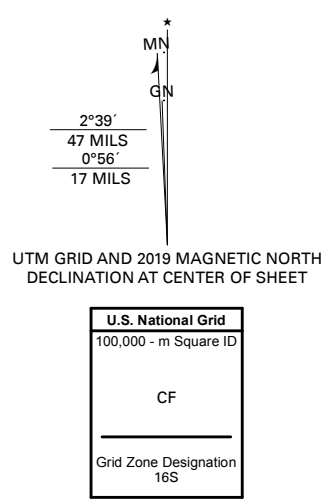 MN
GN
2°39´
47 MILS
0°56´
17 MILS
UTM GRID AND 2019 MAGNETIC NORTH
DECLINATION AT CENTER OF SHEET
U.S. National Grid
100,000 - m Square ID
CF
Grid Zone Designation
16S